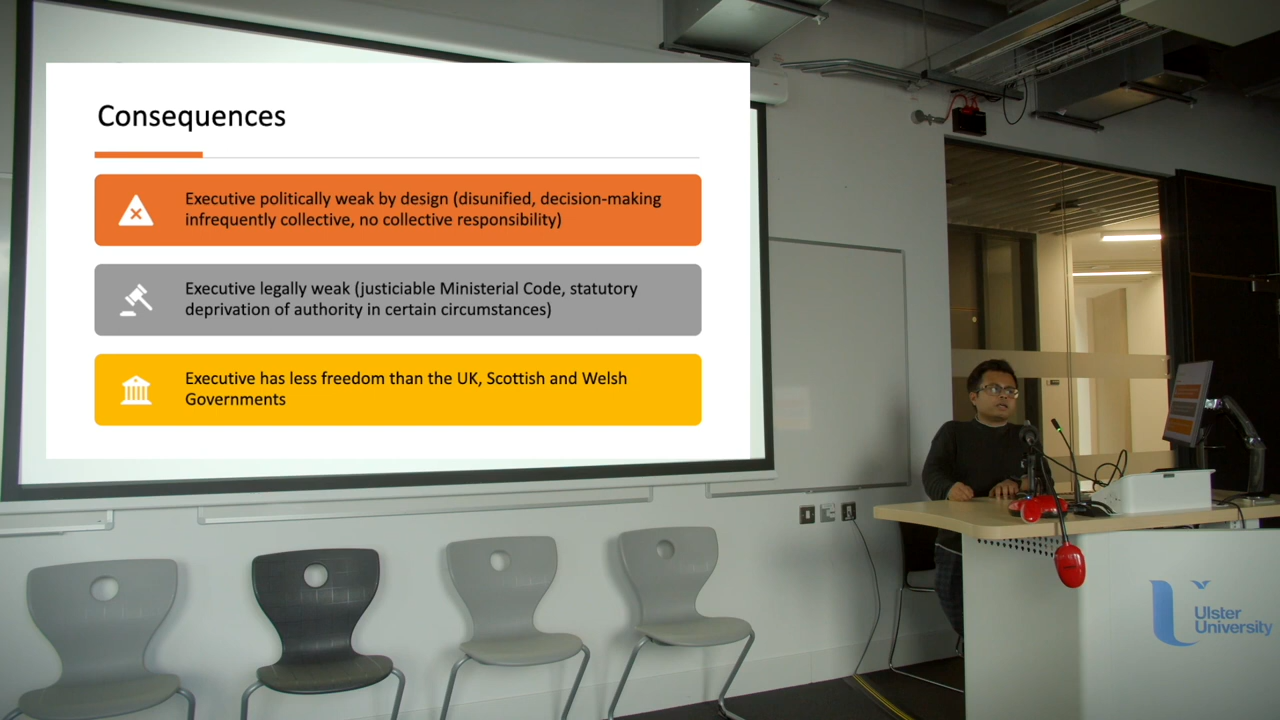 Consequences
Executive politically weak by design (disunified, decision-making
infrequently collective, no collective responsibility)
Executive legally weak (justiciable Ministerial Code, statutory
deprivation of authority in certain circumstances)
Executive has less freedom than the UK, Scottish and Welsh
Governments
Ulster
University